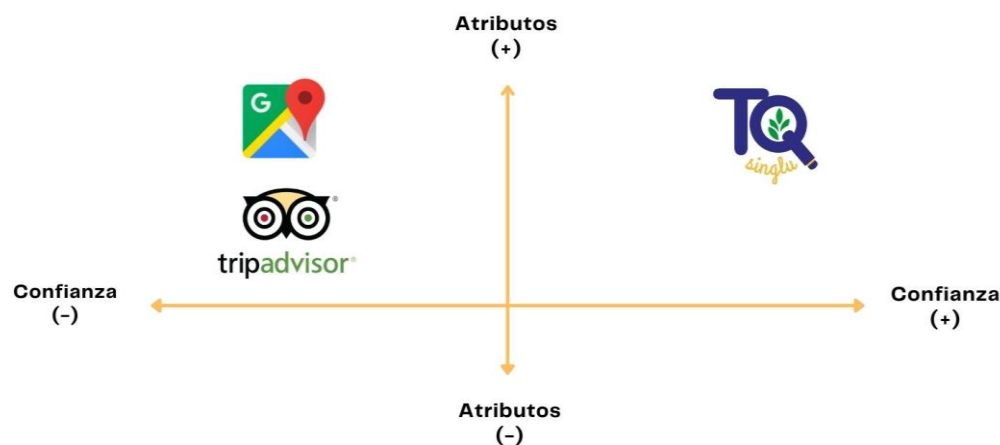 Atributos
(+)
G
TQ
singlu
tripadvisor®
Confianza
(-)
Confianza
(+)
Atributos
(-)